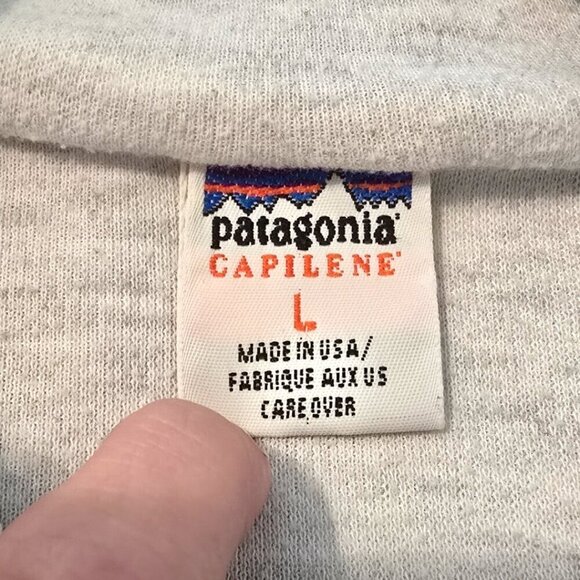 patagonia®
CAPILENE®
L
MADE IN USA/
FABRIQUE AUX US
CARE OVER